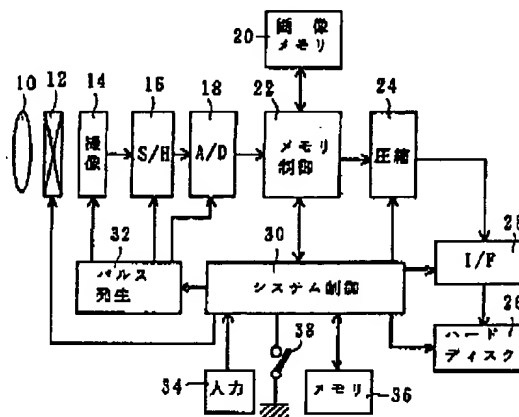 20
画像
メモリ
10
12
14
16
18
22
24
撮像
S/H
A/D
メモリ
制御
圧縮
32
30
25
パルス
発生
システム制御
I/F
26
38
ハード
ディスク
34
入力
メモリ
36